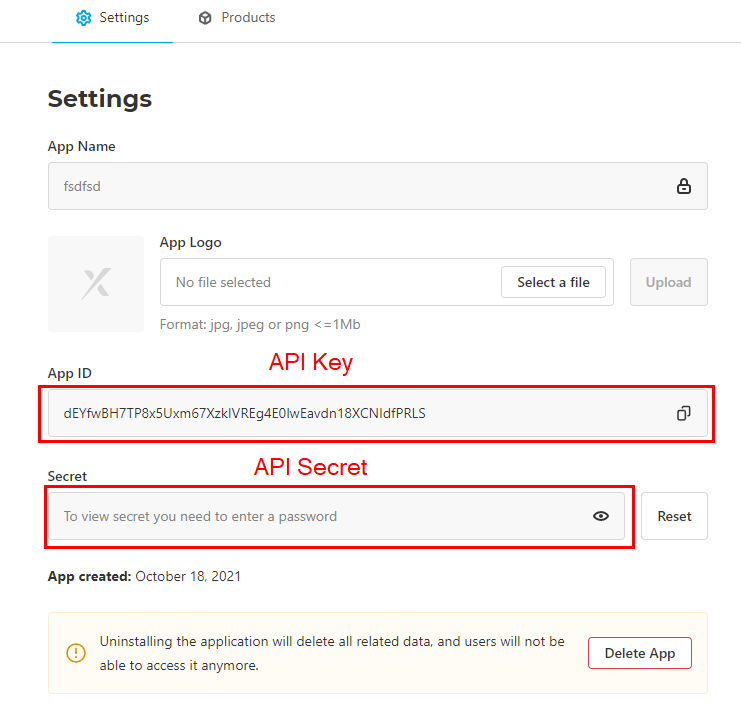 Settings
Products
Settings
App Name
fsdfsd
App Logo
No file selected
Select a file
Upload
Format: jpg, jpeg or png <=1Mb
API Key
App ID
dEYfwBH7TP8x5Uxm67XzkIVREg4E0lwEavdn18XCNIdfPRLS
API Secret
Secret
To view secret you need to enter a password
Reset
App created: October 18, 2021
Uninstalling the application will delete all related data, and users will not be
able to access it anymore.
Delete App